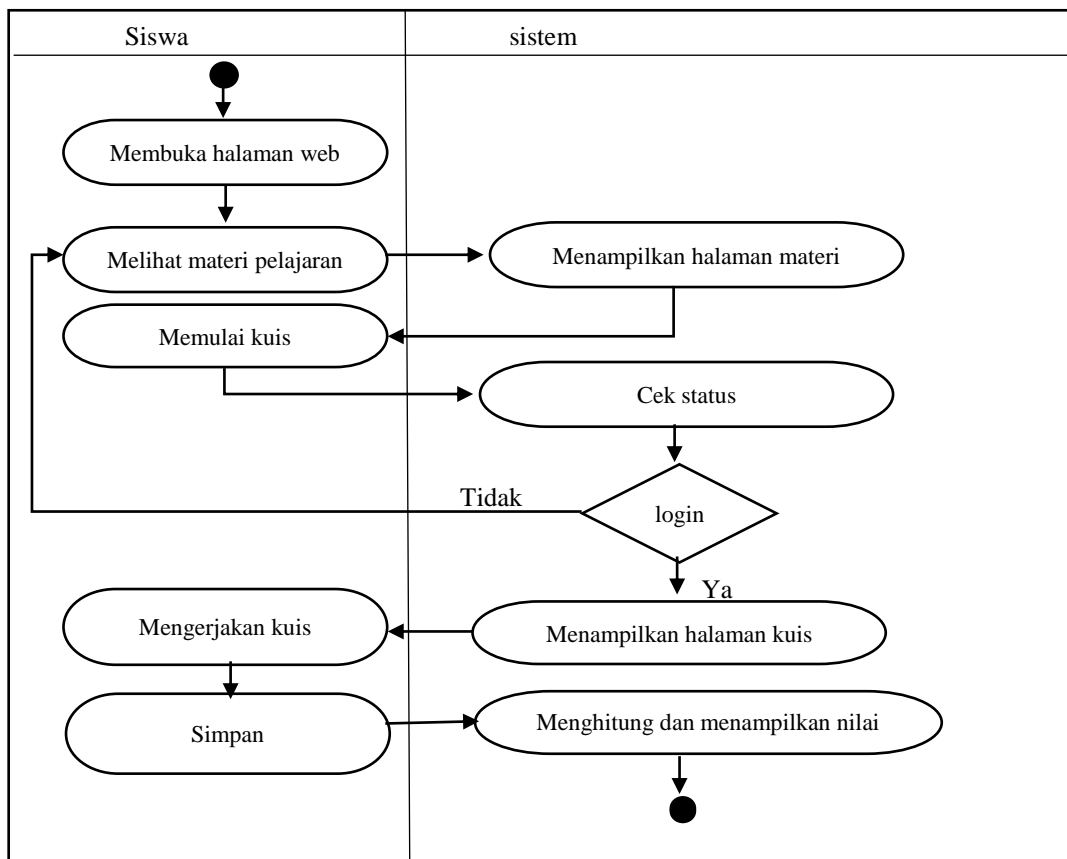 Siswa
sistem
Membuka halaman web
Melihat materi pelajaran
Menampilkan halaman materi
Memulai kuis
Cek status
Tidak
login
Ya
Mengerjakan kuis
Menampilkan halaman kuis
Simpan
Menghitung dan menampilkan nilai